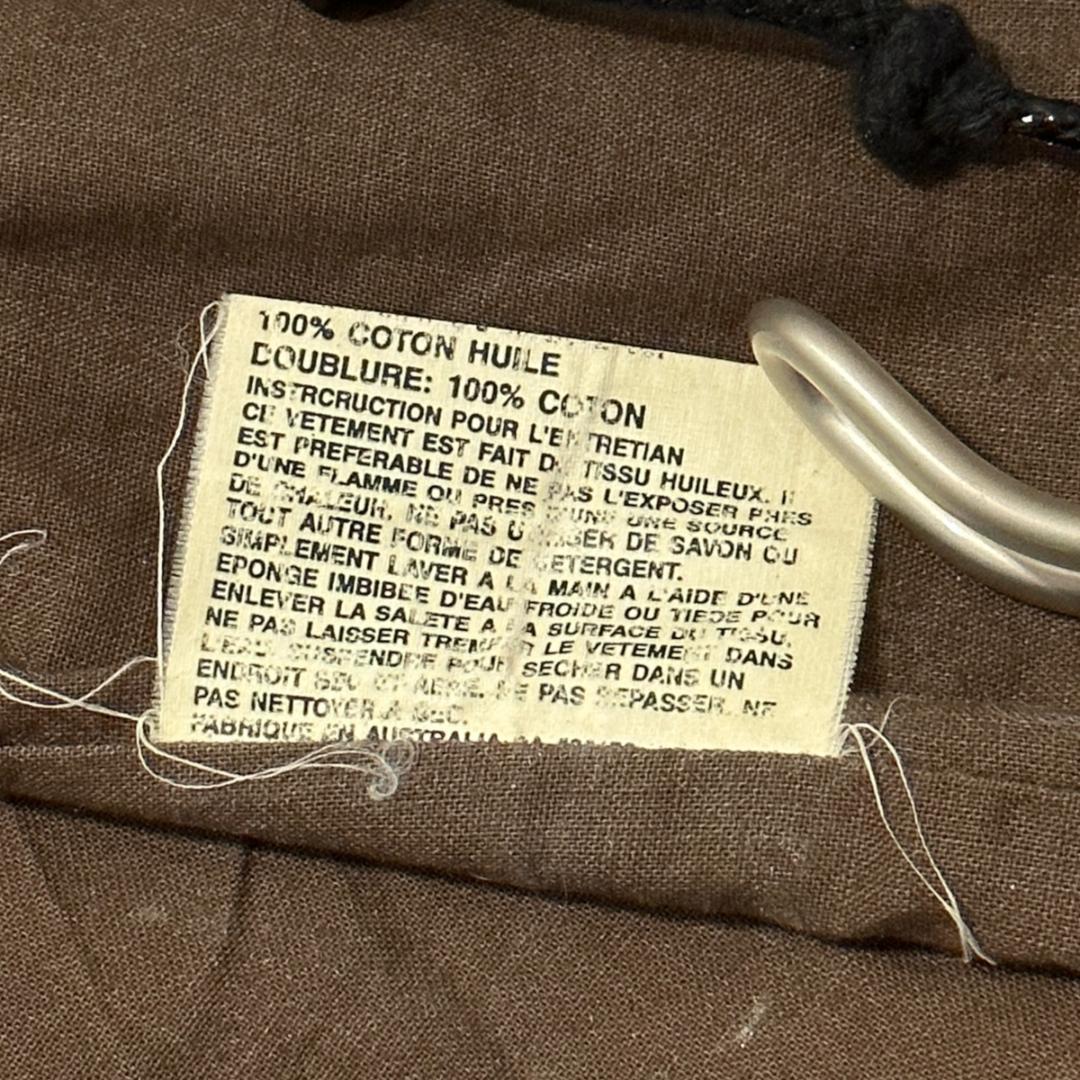 100% COTON HUILE
DOUBLURE: 100% COTON
INSTRCRUCTION POUR L'ENTRETIAN
CE VETEMENT EST FAIT DE TISSU HUILEUX. IL
EST PREFERABLE DE NE PAS L'EXPOSER PRES
D'UNE FLAMME OU PRES D'UNE UNE SOURCE
DE CHALEUR. NE PAS UTILISER DE SAVON OU
TOUT AUTRE FORME DE DETERGENT.
SIMPLEMENT LAVER A LA MAIN A L'AIDE D'UNE
EPONGE IMBIBEE D'EAU FROIDE OU TIEDE POUR
ENLEVER LA SALETE A LA SURFACE DU TISSU.
NE PAS LAISSER TREMPER LE VETEMENT DANS
L'EAU. SUSPENDRE POUR SECHER DANS UN
ENDROIT SEC ET AERE. NE PAS REPASSER. NE
PAS NETTOYER A SEC.
FABRIQUE EN AUSTRALIA